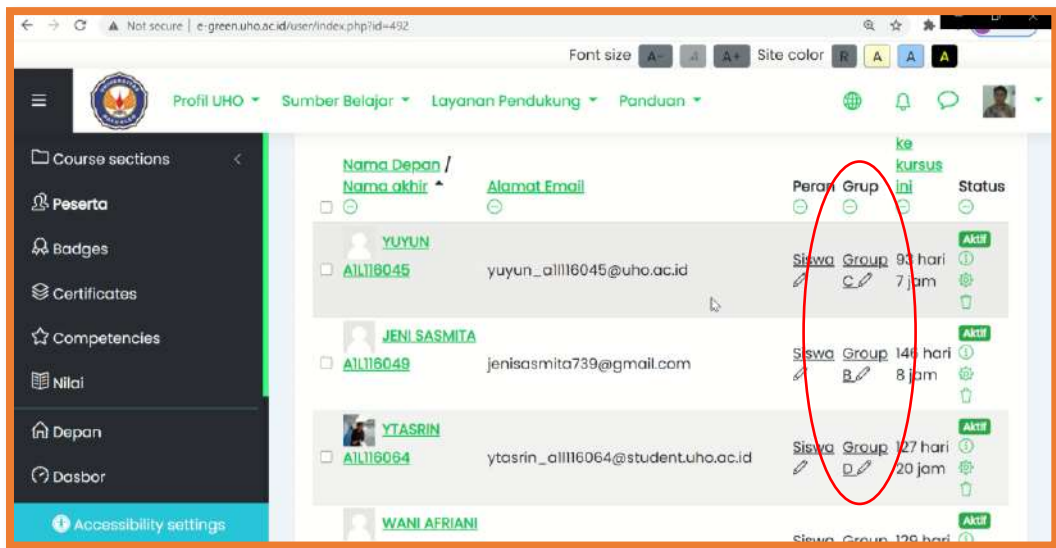 Not secure | e-green.uho.ac.id/user/index.php?id=492
Font size A- A A+ Site color R A A A
Profil UHO Sumber Belajar Layanan Pendukung Panduan
Course sections
Peserta
Badges
Certificates
Competencies
Nilai
Depan
Dasbor
Accessibility settings
Nama Depan /
Nama akhir
Alamat Email
Peran
Grup
ke
kursus
ini
Status
YUYUN
A1L116045
yuyun_a1l116045@uho.ac.id
Siswa
Group
C
93 hari
7 jam
Aktif
JENI SASMITA
A1L116049
jenisasmita739@gmail.com
Siswa
Group
B
146 hari
8 jam
Aktif
YTASRIN
A1L116064
ytasrin_a1l116064@student.uho.ac.id
Siswa
Group
D
127 hari
20 jam
Aktif
WANI AFRIANI
Siswa
Group
129 hari
Aktif